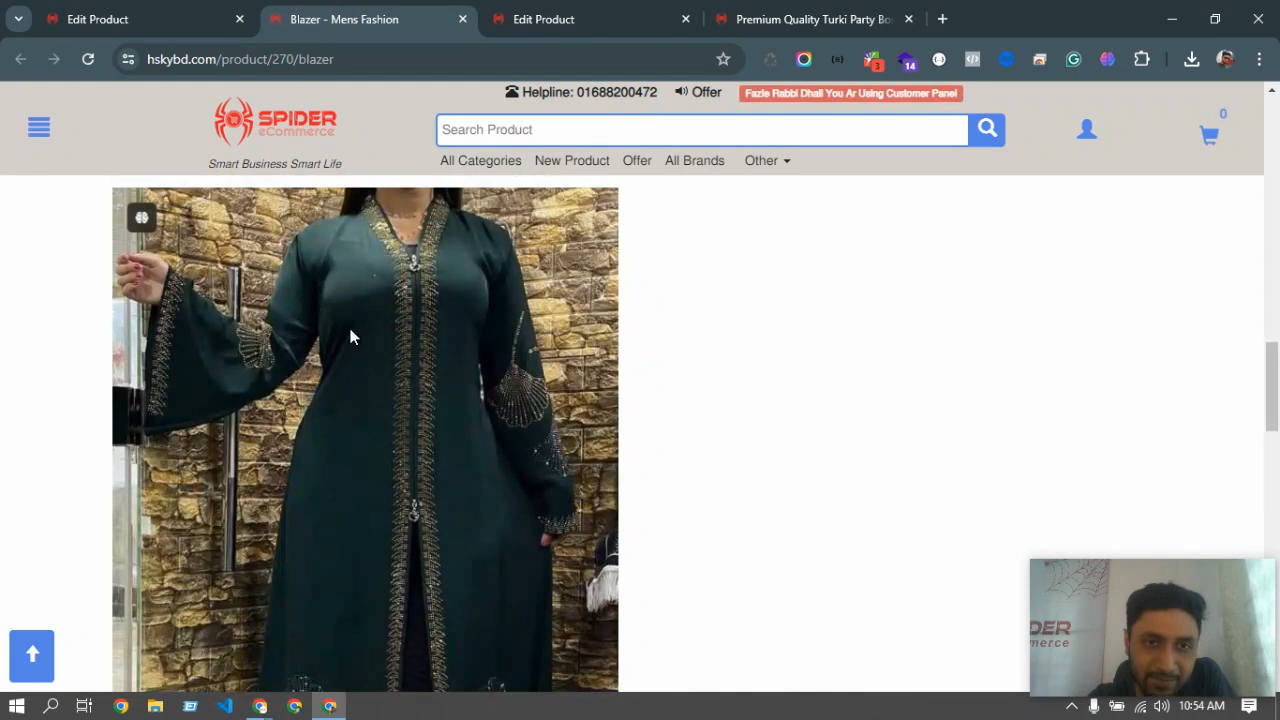 Edit Product
Blazer - Mens Fashion
Edit Product
Premium Quality Turki Party Bo
hskybd.com/product/270/blazer
3
14
Helpline: 01688200472
Offer
Fazle Rabbi Dhali You Ar Using Customer Panel
SPIDER
eCommerce
Smart Business Smart Life
Search Product
0
All Categories
New Product
Offer
All Brands
Other
DER
merce
10:54 AM